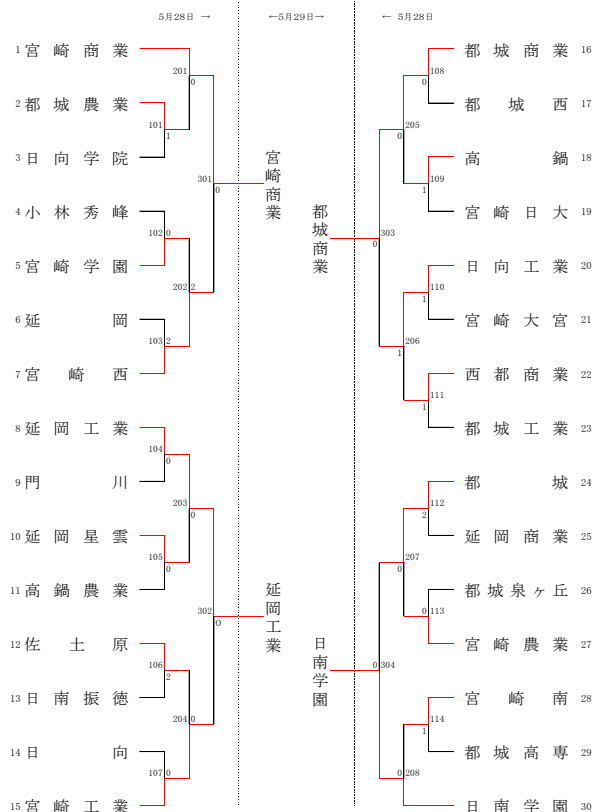 5月28日 →
←5月29日→
← 5月28日
1 宮崎商業
201
0
2 都城農業
101
1
3 日向学院
301
0
宮崎商業
4 小林秀峰
102 0
5 宮崎学園
202 2
6 延岡
103 2
7 宮崎西
8 延岡工業
104
0
9 門川
203
0
10 延岡星雲
105
0
11 高鍋農業
302
0
延岡工業
12 佐土原
106
2
13 日南振徳
204 0
14 日向
107 0
15 宮崎工業
都城商業 16
108
0
都城西 17
205
0
高鍋 18
109
1
宮崎日大 19
都城商業
303
0
日向工業 20
110
1
宮崎大宮 21
206
1
西都商業 22
111
1
都城工業 23
都城 24
112
2
延岡商業 25
207
0
都城泉ヶ丘 26
0 113
宮崎農業 27
日南学園
0 304
宮崎南 28
114
1
都城高専 29
0 208
日南学園 30